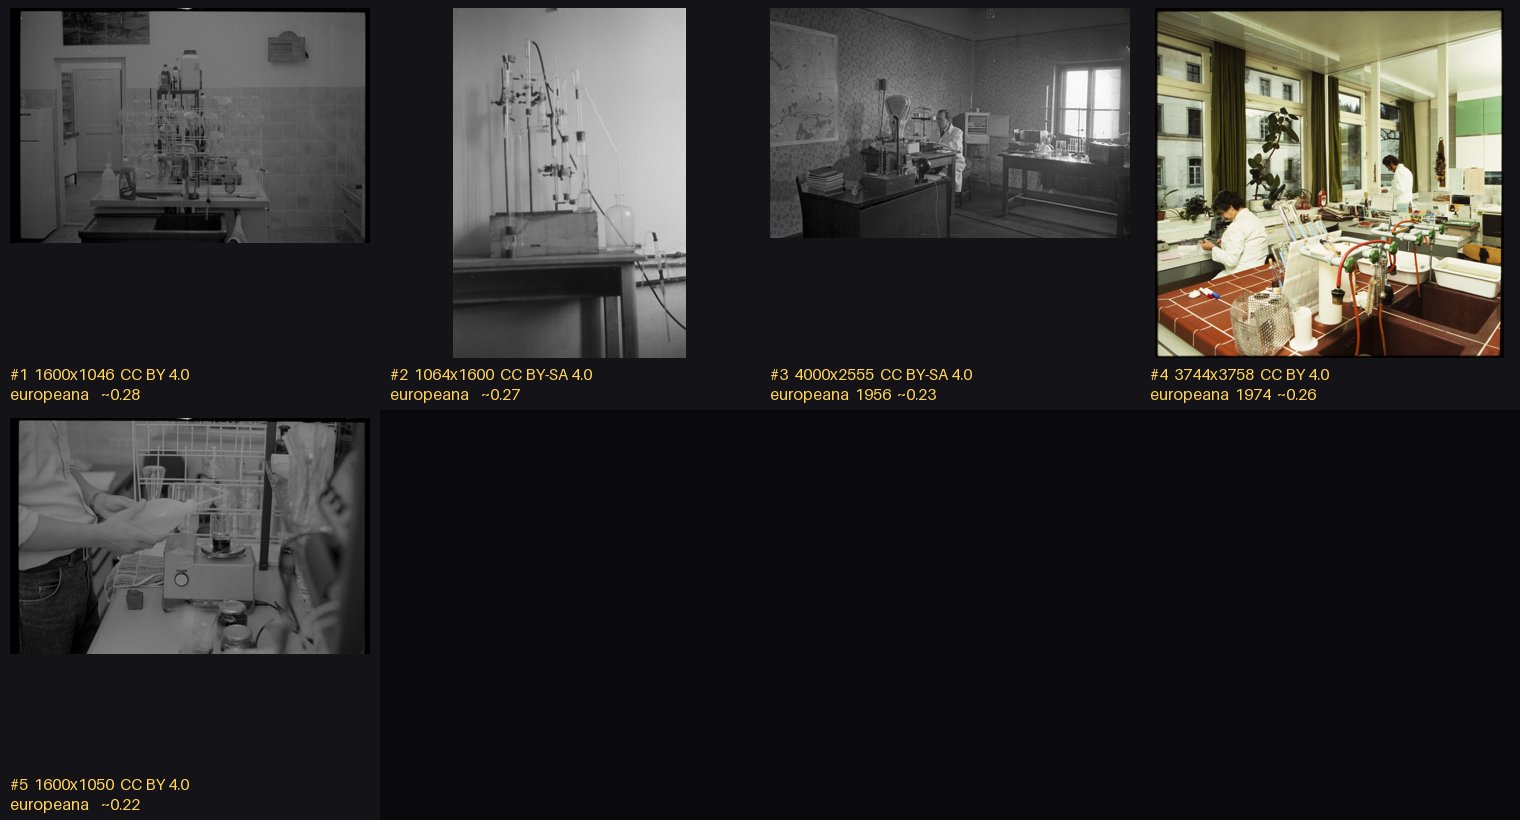 #1 1600x1046 CC BY 4.0
europeana ~0.28
#2 1064x1600 CC BY-SA 4.0
europeana ~0.27
#3 4000x2555 CC BY-SA 4.0
europeana 1956 ~0.23
#4 3744x3758 CC BY 4.0
europeana 1974 ~0.26
#5 1600x1050 CC BY 4.0
europeana ~0.22